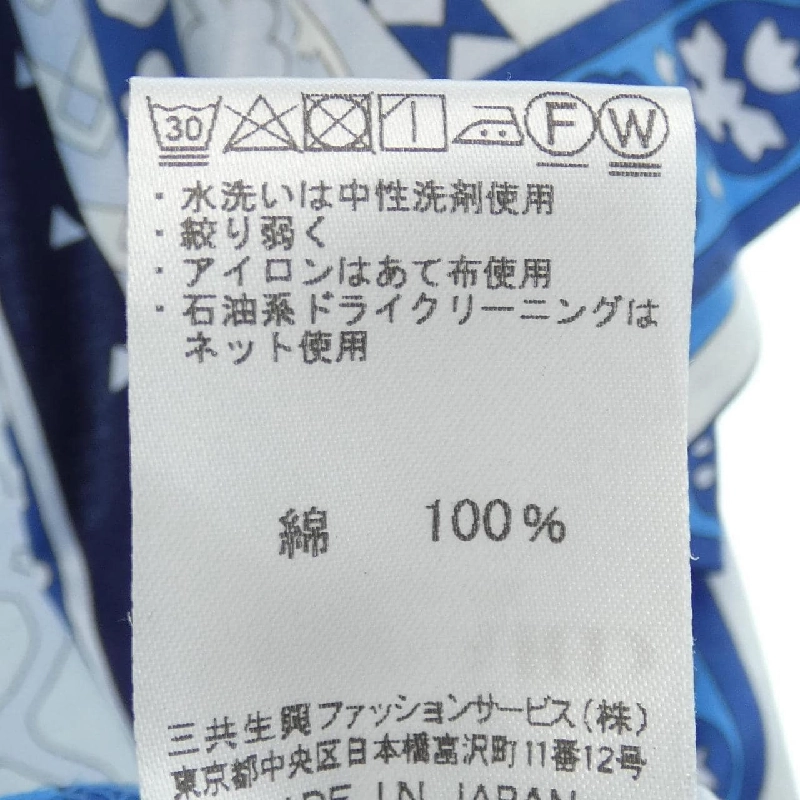 30 F W
・水洗いは中性洗剤使用
・絞り弱く
・アイロンはあて布使用
・石油系ドライクリーニングは
ネット使用
綿 100%
三共生興ファッションサービス(株)
東京都中央区日本橋富沢町11番12号
MADE IN JAPAN